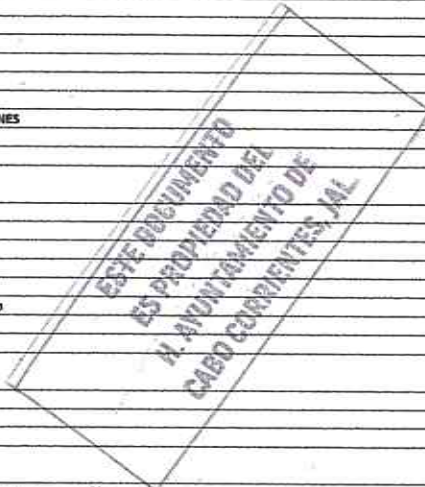 NES
ESTE DOCUMENTO
ES PROPIEDAD DEL
H. AYUNTAMIENTO DE
CABO CORRIENTES, JAL.